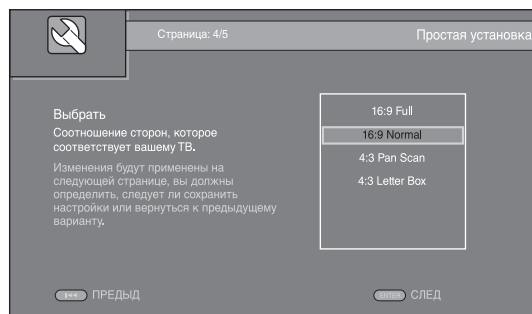 Страница: 4/5
Простая установка
Выбрать
Соотношение сторон, которое
соответствует вашему ТВ.
Изменения будут применены на
следующей странице, вы должны
определить, следует ли сохранить
настройки или вернуться к предыдущему
варианту.
16:9 Full
16:9 Normal
4:3 Pan Scan
4:3 Letter Box
ПРЕДЫД
ENTER СЛЕД